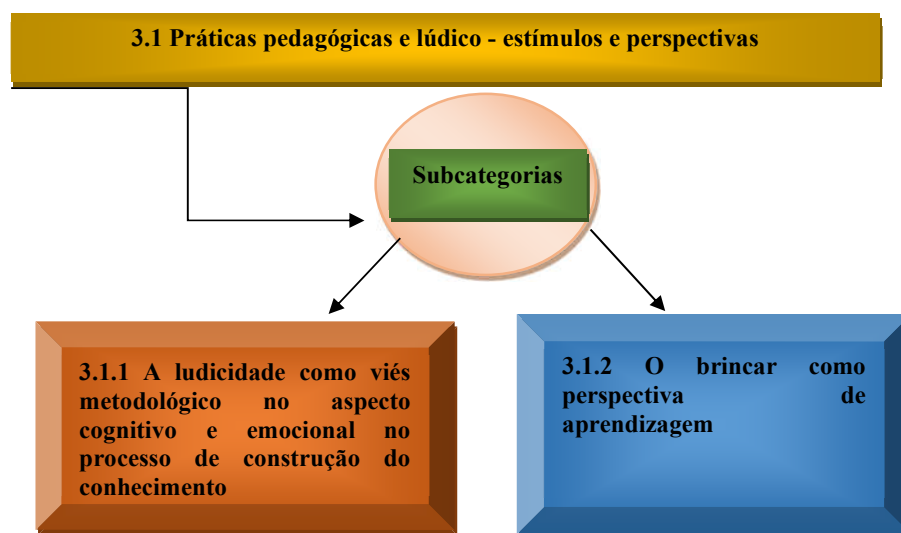 3.1 Práticas pedagógicas e lúdico - estímulos e perspectivas
Subcategorias
3.1.1 A ludicidade como viés
metodológico no aspecto
cognitivo e emocional no
processo de construção do
conhecimento
3.1.2 O brincar como
perspectiva de
aprendizagem